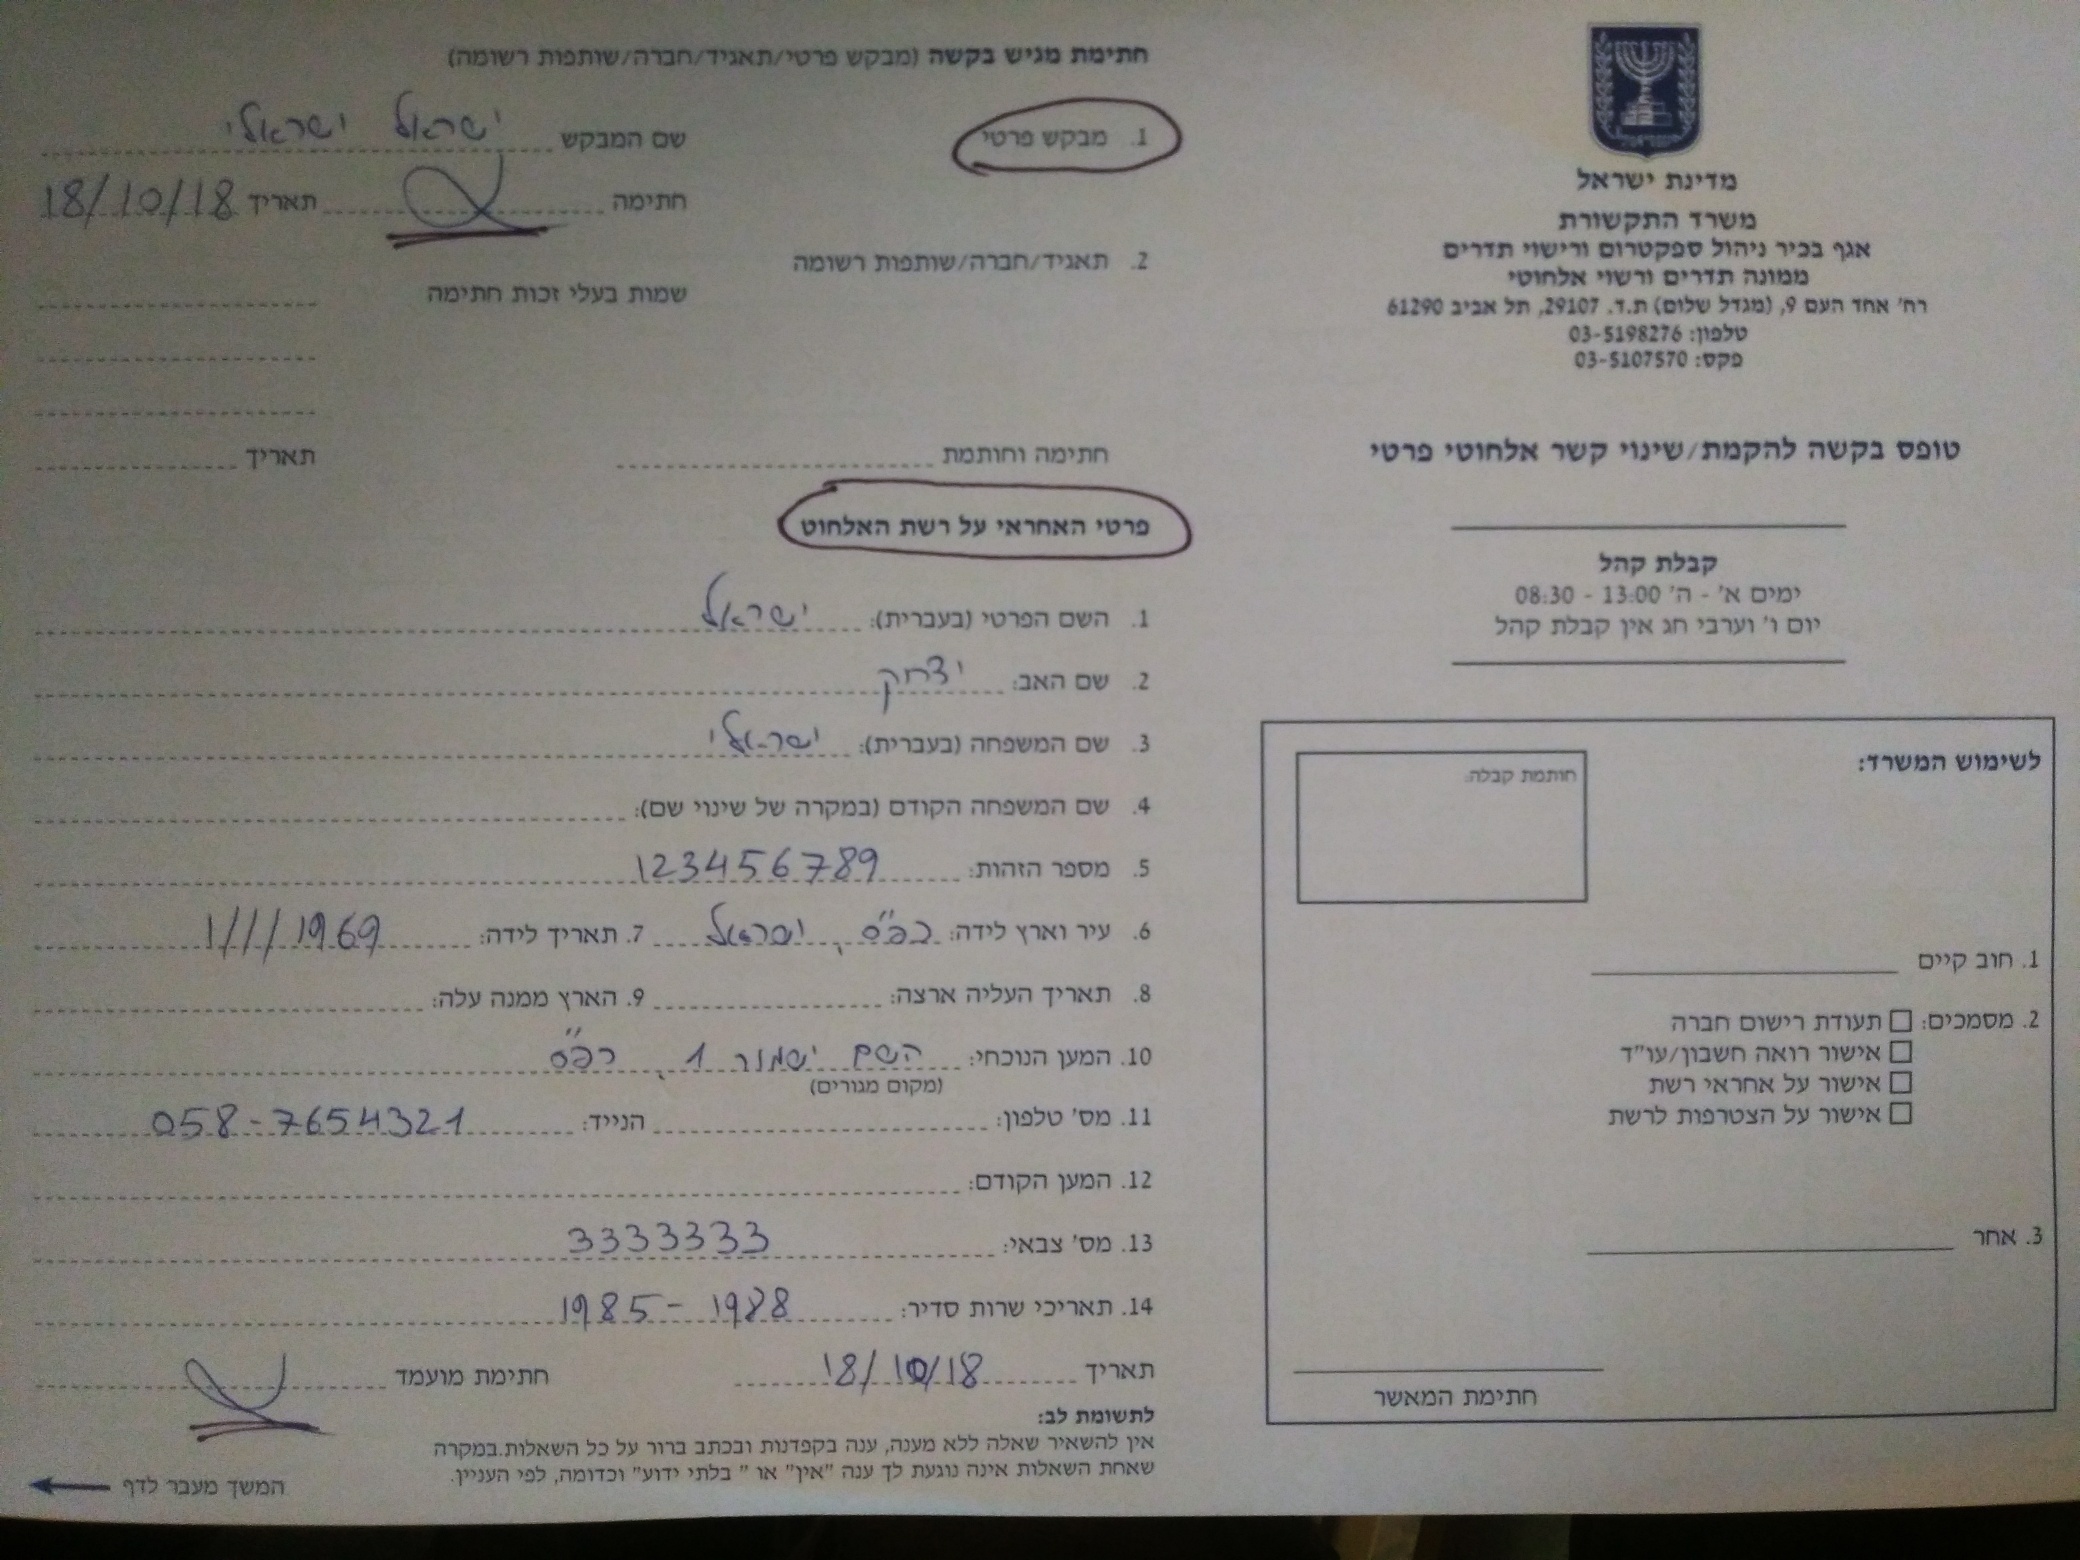 מדינת ישראל
משרד התקשורת
אגף בכיר ניהול ספקטרום ורישוי תדרים
ממונה תדרים ורשוי אלחוטי
רח' אחד העם 9, (מגדל שלום) ת.ד. 29107, תל אביב 61290
טלפון: 03-5198276
פקס: 03-5107570
טופס בקשה להקמת/שינוי קשר אלחוטי פרטי
קבלת קהל
ימים א' - ה' 13:00 - 08:30
יום ו' וערבי חג אין קבלת קהל
לשימוש המשרד:
חותמת קבלה:
1. חוב קיים
2. מסמכים: תעודת רישום חברה
אישור רואה חשבון/עו"ד
אישור על אחראי רשת
אישור על הצטרפות לרשת
3. אחר
חתימת המאשר
חתימת מגיש בקשה (מבקש פרטי/תאגיד/חברה/שותפות רשומה)
1. מבקש פרטי שם המבקש ישראל ישראלי
חתימה תאריך 18/10/18
2. תאגיד/חברה/שותפות רשומה
שמות בעלי זכות חתימה
חתימה וחותמת תאריך
פרטי האחראי על רשת האלחוט
1. השם הפרטי (בעברית): ישראל
2. שם האב: יצחק
3. שם המשפחה (בעברית): ישראלי
4. שם המשפחה הקודם (במקרה של שינוי שם):
5. מספר הזהות: 123456789
6. עיר וארץ לידה: כפ"ס, ישראל 7. תאריך לידה: 1/1/1969
8. תאריך העליה ארצה: 9. הארץ ממנה עלה:
10. המען הנוכחי: השם ישמור 1, כפ"ס
(מקום מגורים)
11. מס' טלפון: הנייד: 058-7654321
12. המען הקודם:
13. מס' צבאי: 3333333
14. תאריכי שרות סדיר: 1985 - 1988
תאריך 18/10/18 חתימת מועמד
לתשומת לב:
אין להשאיר שאלה ללא מענה, ענה בקפדנות ובכתב ברור על כל השאלות.במקרה
שאחת השאלות אינה נוגעת לך ענה "אין" או " בלתי ידוע" וכדומה, לפי העניין.
המשך מעבר לדף